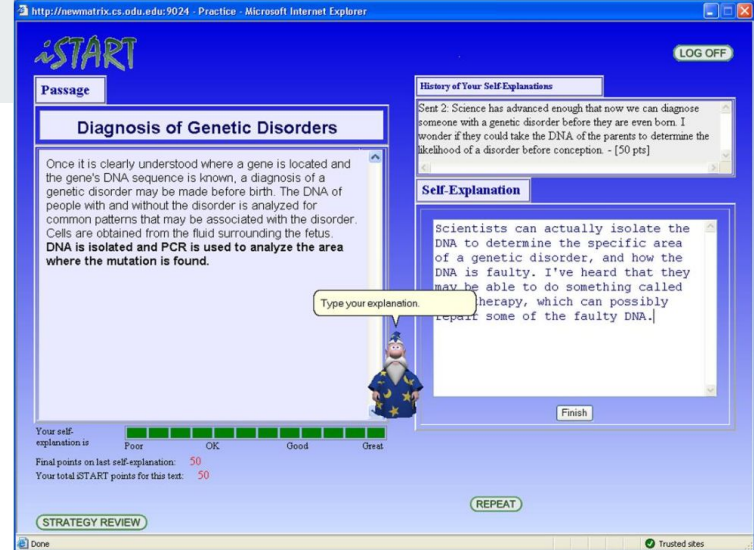 http://newmatrix.cs.odu.edu:9024 - Practice - Microsoft Internet Explorer
iSTART
LOG OFF
Passage
Diagnosis of Genetic Disorders
Once it is clearly understood where a gene is located and
the gene's DNA sequence is known, a diagnosis of a
genetic disorder may be made before birth. The DNA of
people with and without the disorder is analyzed for
common patterns that may be associated with the disorder.
Cells are obtained from the fluid surrounding the fetus.
DNA is isolated and PCR is used to analyze the area
where the mutation is found.
History of Your Self-Explanations
Sent 2: Science has advanced enough that now we can diagnose
someone with a genetic disorder before they are even born. I
wonder if they could take the DNA of the parents to determine the
likelihood of a disorder before conception. - [50 pts]
Self-Explanation
Scientists can actually isolate the
DNA to determine the specific area
of a genetic disorder, and how the
DNA is faulty. I've heard that they
may be able to do something called
therapy, which can possibly
repair some of the faulty DNA.
Type your explanation.
Finish
Your self-
explanation is
Poor OK Good Great
Final points on last self-explanation: 50
Your total iSTART points for this text: 50
REPEAT
STRATEGY REVIEW
Done
Trusted sites